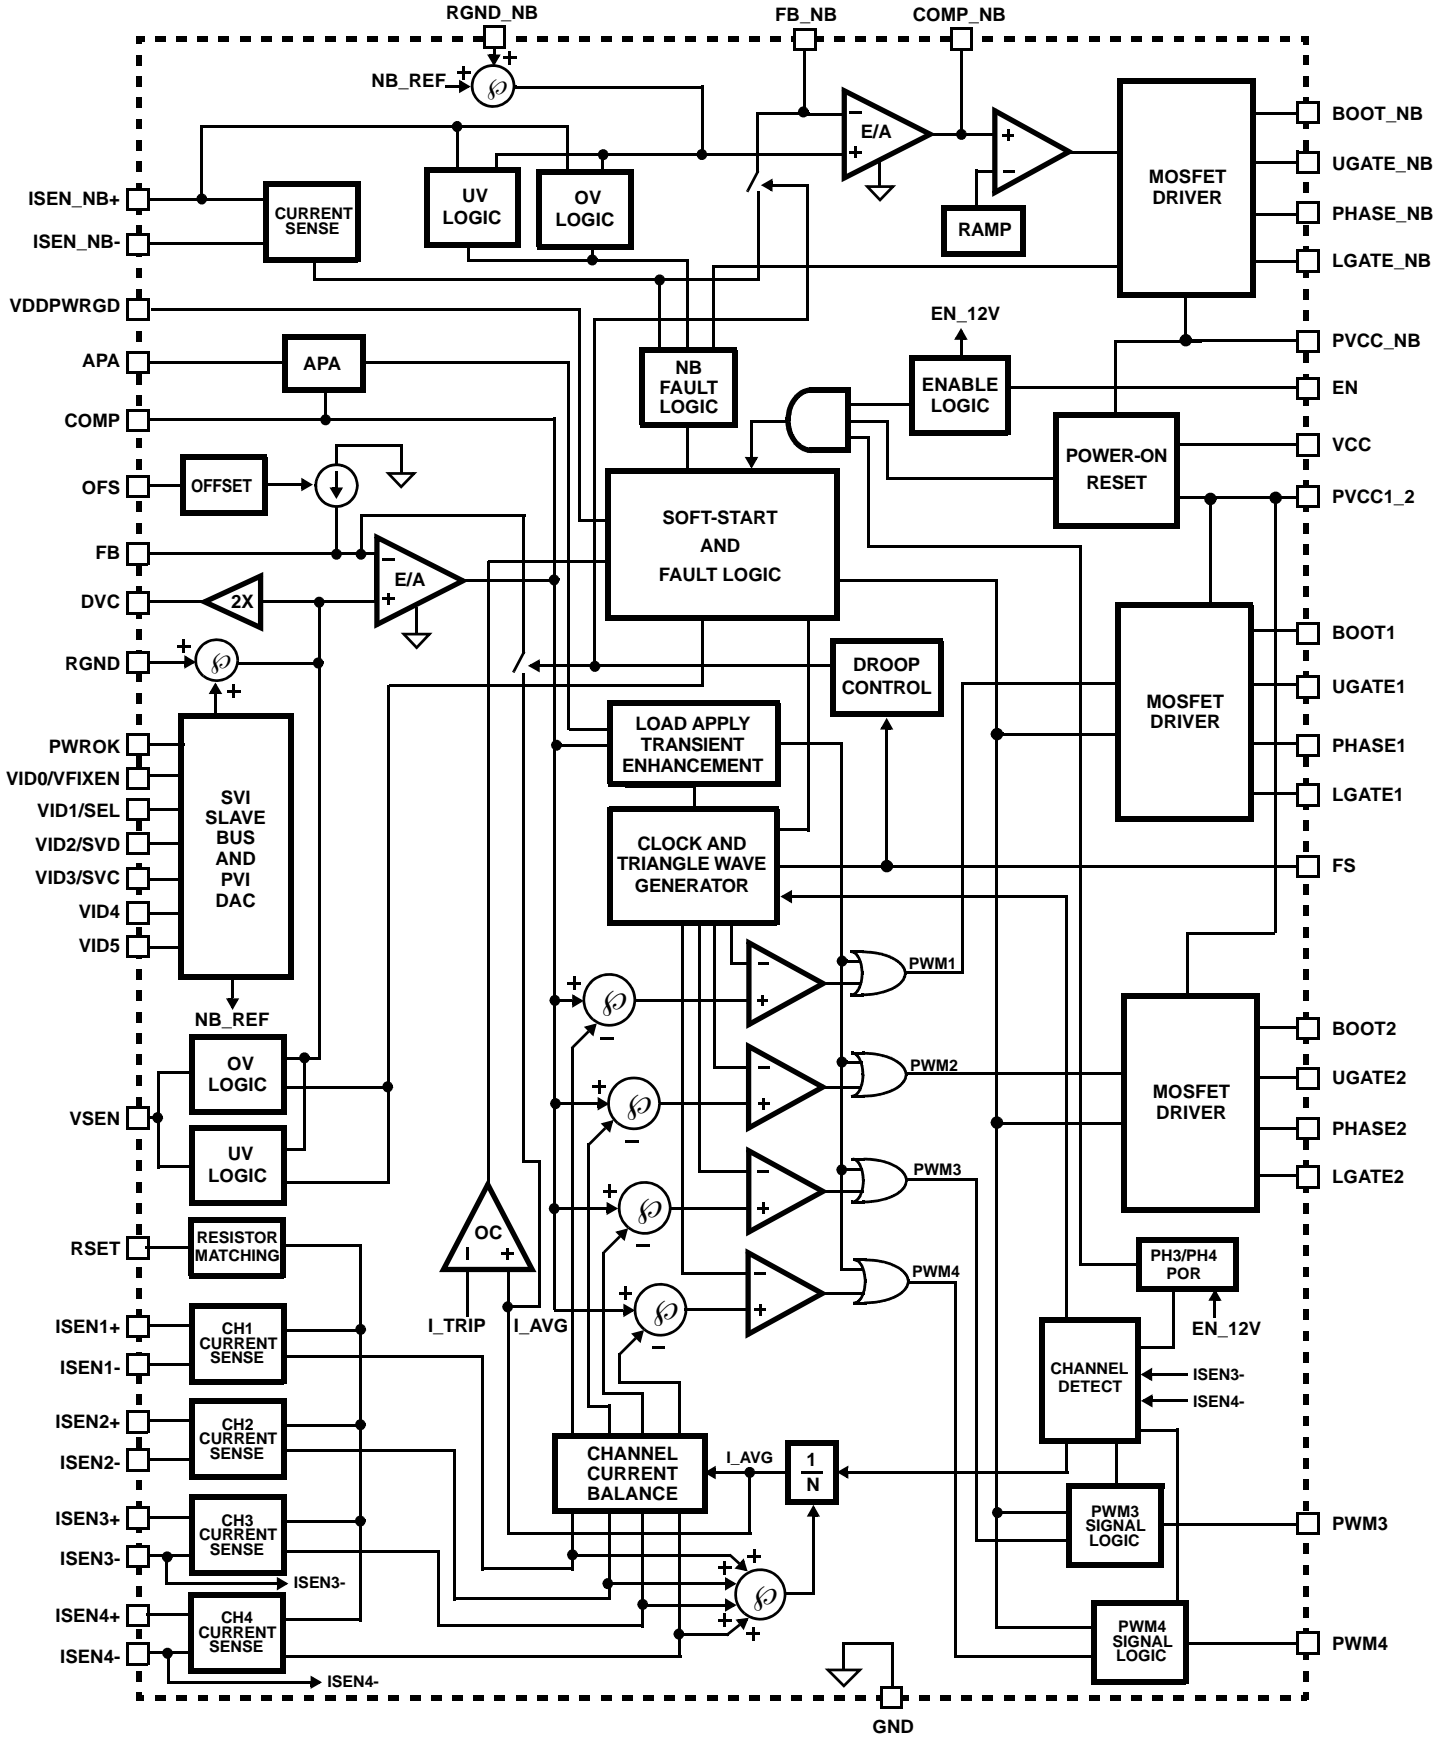 RGND_NB
FB_NB
COMP_NB
NB_REF
+
+
E/A
−
+
+
−
MOSFET
DRIVER
BOOT_NB
UGATE_NB
PHASE_NB
LGATE_NB
ISEN_NB+
ISEN_NB-
CURRENT
SENSE
UV
LOGIC
OV
LOGIC
RAMP
VDDPWRGD
EN_12V
PVCC_NB
APA
APA
NB
FAULT
LOGIC
ENABLE
LOGIC
EN
COMP
POWER-ON
RESET
VCC
OFS
OFFSET
PVCC1_2
SOFT-START
AND
FAULT LOGIC
FB
−
E/A
+
DVC
2X
RGND
+
+
DROOP
CONTROL
MOSFET
DRIVER
BOOT1
UGATE1
PHASE1
LGATE1
LOAD APPLY
TRANSIENT
ENHANCEMENT
PWROK
VID0/VFIXEN
VID1/SEL
VID2/SVD
VID3/SVC
VID4
VID5
SVI
SLAVE
BUS
AND
PVI
DAC
CLOCK AND
TRIANGLE WAVE
GENERATOR
FS
NB_REF
+
−
−
+
PWM1
OV
LOGIC
+
−
−
+
PWM2
MOSFET
DRIVER
BOOT2
UGATE2
PHASE2
LGATE2
VSEN
UV
LOGIC
+
−
−
+
PWM3
RSET
RESISTOR
MATCHING
OC
−
+
I_TRIP
I_AVG
+
−
−
+
PWM4
PH3/PH4
POR
EN_12V
ISEN1+
ISEN1-
CH1
CURRENT
SENSE
CHANNEL
DETECT
ISEN3-
ISEN4-
ISEN2+
ISEN2-
CH2
CURRENT
SENSE
CHANNEL
CURRENT
BALANCE
I_AVG
1
N
ISEN3+
ISEN3-
CH3
CURRENT
SENSE
ISEN3-
PWM3
SIGNAL
LOGIC
PWM3
+
+
+
+
ISEN4+
ISEN4-
CH4
CURRENT
SENSE
ISEN4-
PWM4
SIGNAL
LOGIC
PWM4
GND